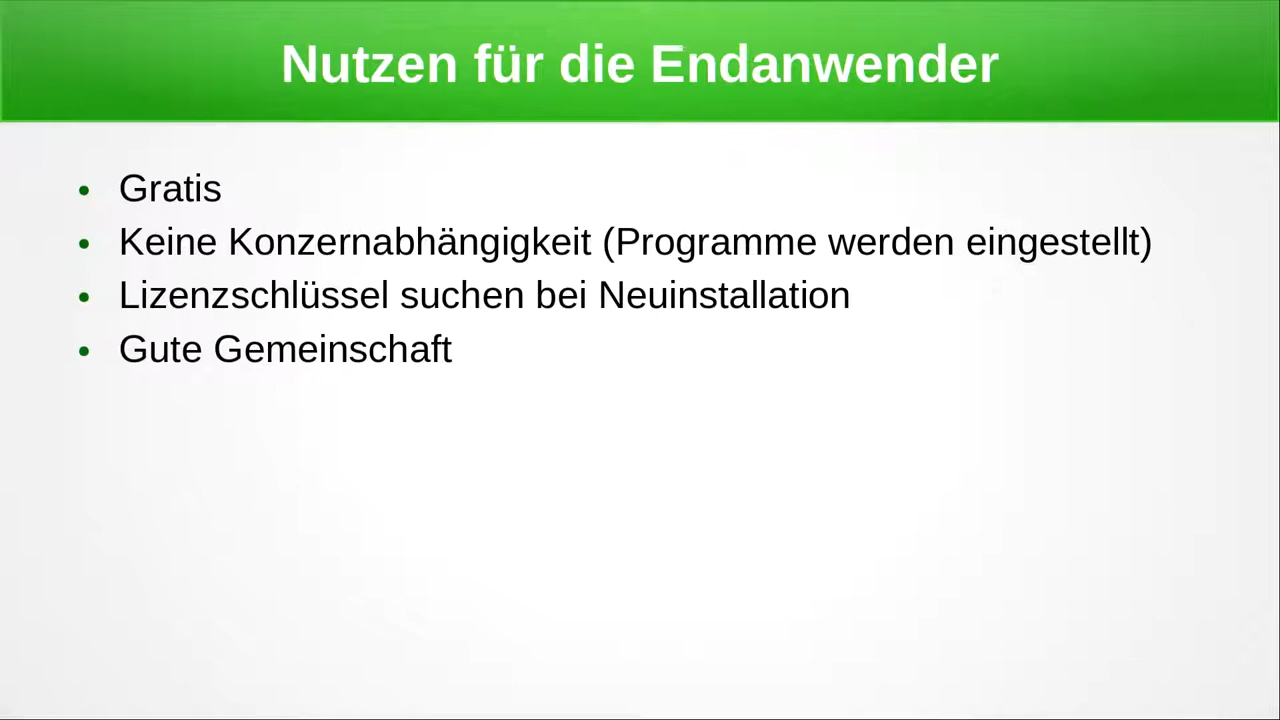 Nutzen für die Endanwender
• Gratis
• Keine Konzernabhängigkeit (Programme werden eingestellt)
• Lizenzschlüssel suchen bei Neuinstallation
• Gute Gemeinschaft